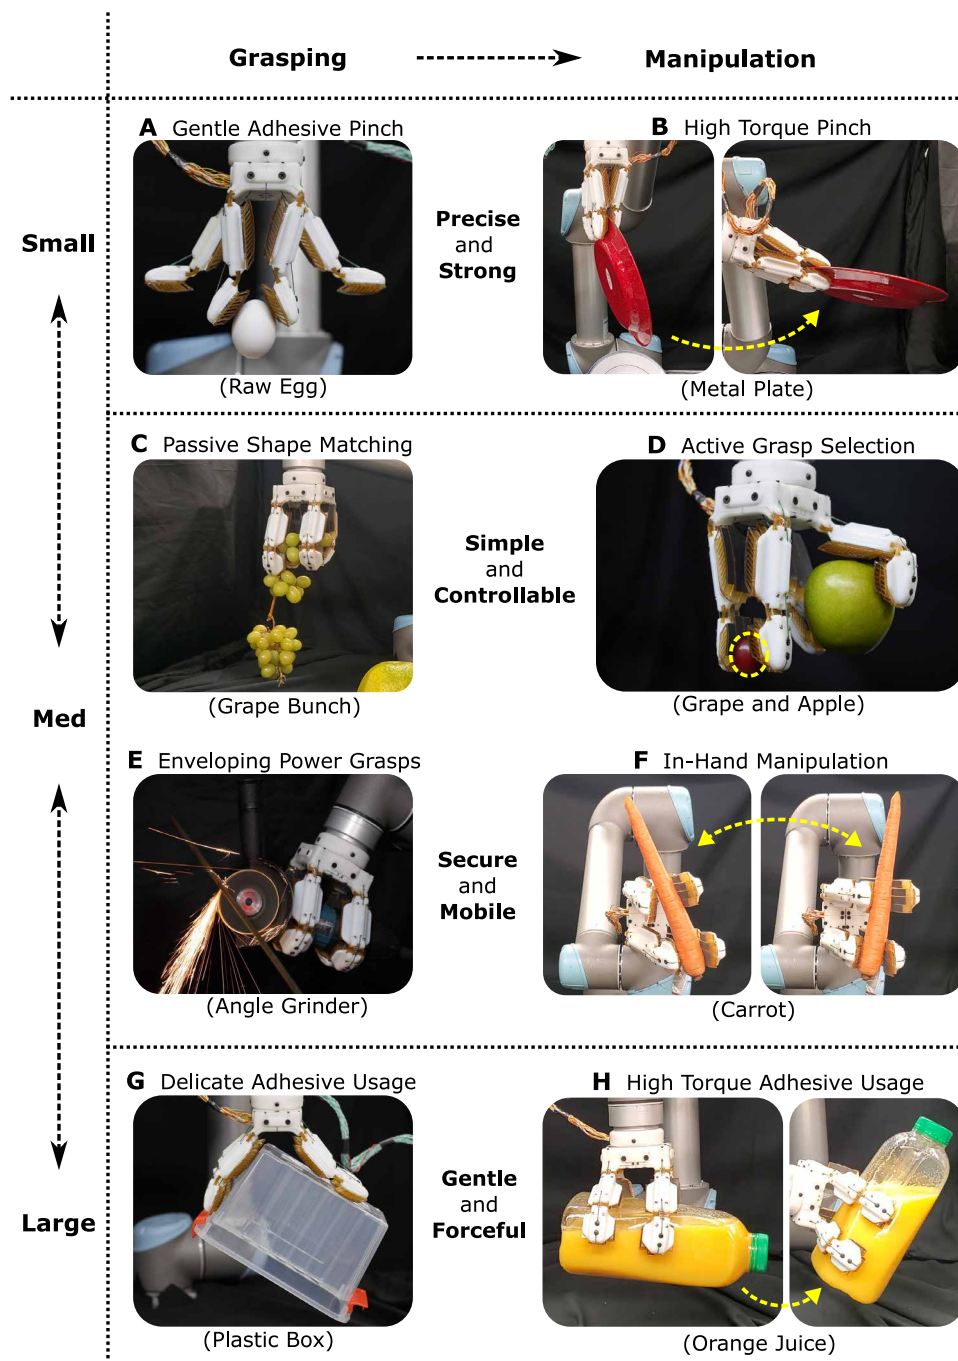 Grasping Manipulation
A Gentle Adhesive Pinch
B High Torque Pinch
Small
Precise
and
Strong
(Raw Egg)
(Metal Plate)
C Passive Shape Matching
D Active Grasp Selection
Simple
and
Controllable
(Grape Bunch)
(Grape and Apple)
Med
E Enveloping Power Grasps
F In-Hand Manipulation
Secure
and
Mobile
(Angle Grinder)
(Carrot)
G Delicate Adhesive Usage
H High Torque Adhesive Usage
Large
Gentle
and
Forceful
(Plastic Box)
(Orange Juice)